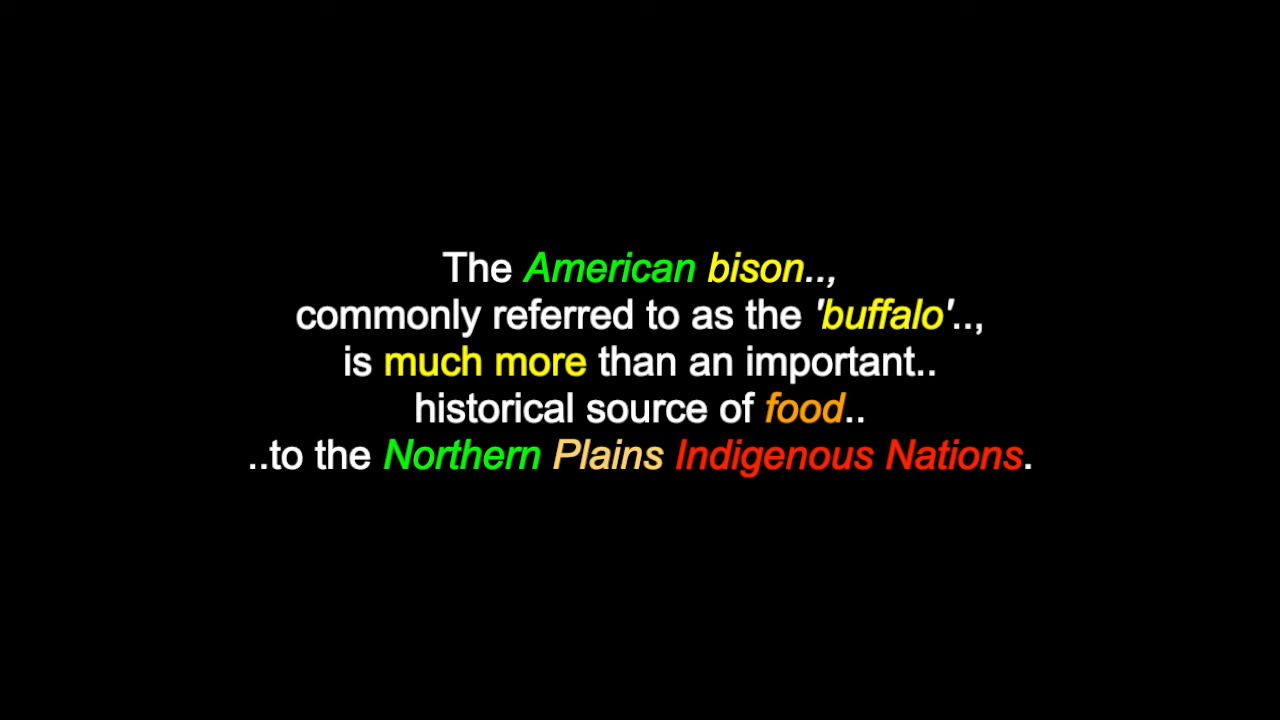 The American bison..,
commonly referred to as the 'buffalo'..,
is much more than an important..
historical source of food..
..to the Northern Plains Indigenous Nations.